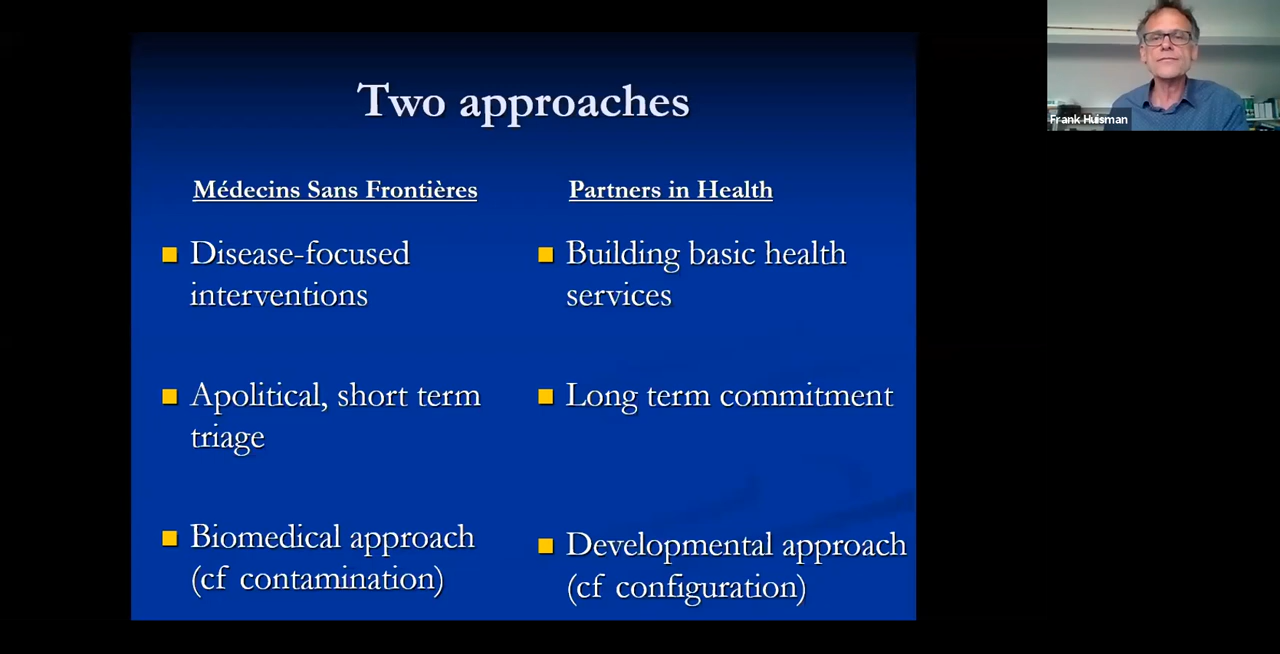 Two approaches
Médecins Sans Frontières
Disease-focused
interventions
Apolitical, short term
triage
Biomedical approach
(cf contamination)
Partners in Health
Building basic health
services
Long term commitment
Developmental approach
(cf configuration)
Frank Huisman